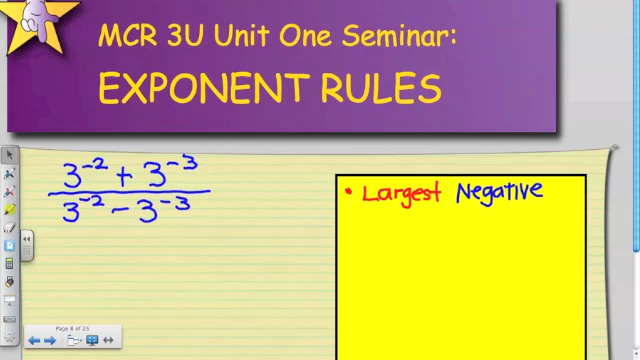 MCR 3U Unit One Seminar:
EXPONENT RULES
3⁻² + 3⁻³
3⁻² − 3⁻³
• Largest Negative
Page 8 of 25